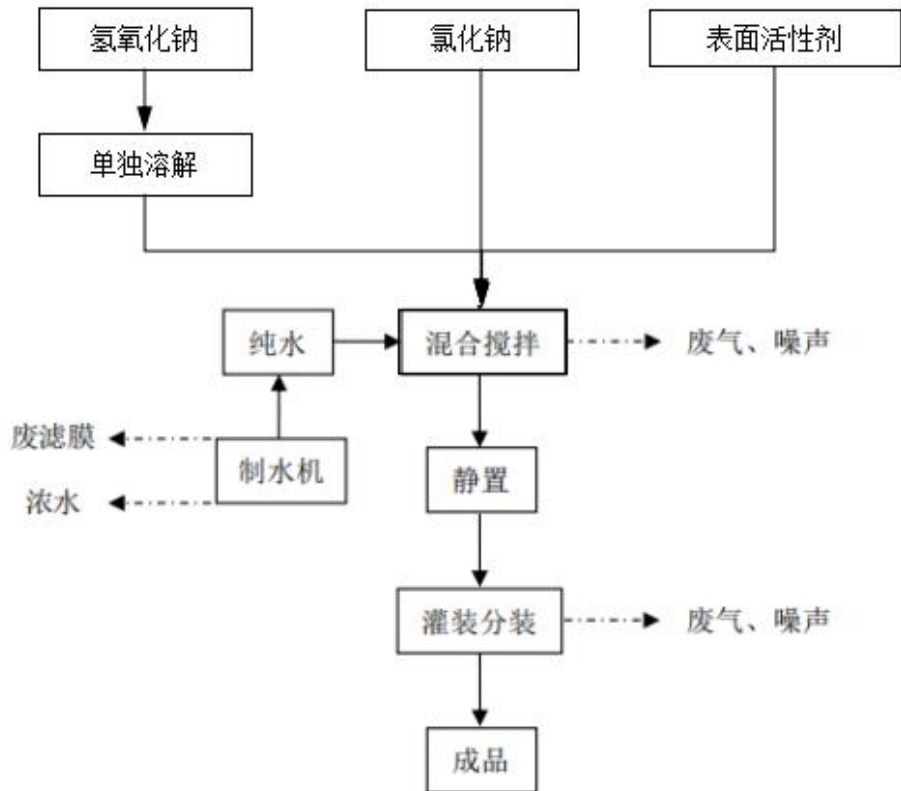 氢氧化钠
氯化钠
表面活性剂
单独溶解
纯水
混合搅拌
废气、噪声
废滤膜
制水机
静置
浓水
灌装分装
废气、噪声
成品